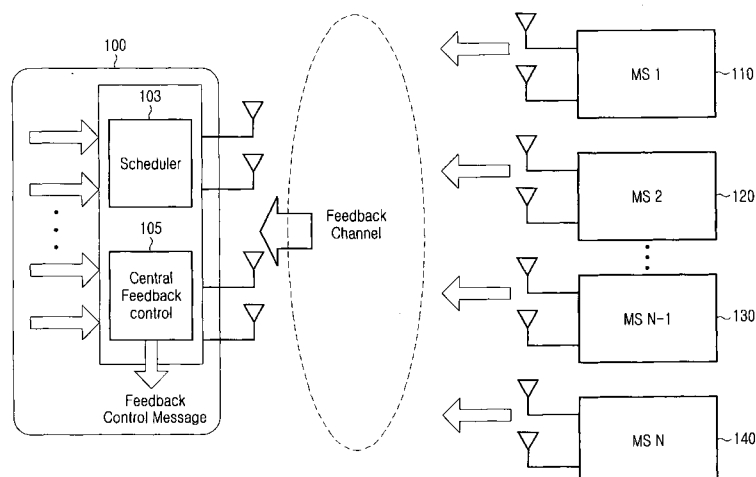 100
103
Scheduler
105
Central
Feedback
control
Feedback
Control Message
Feedback
Channel
MS 1
110
MS 2
120
MS N-1
130
MS N
140